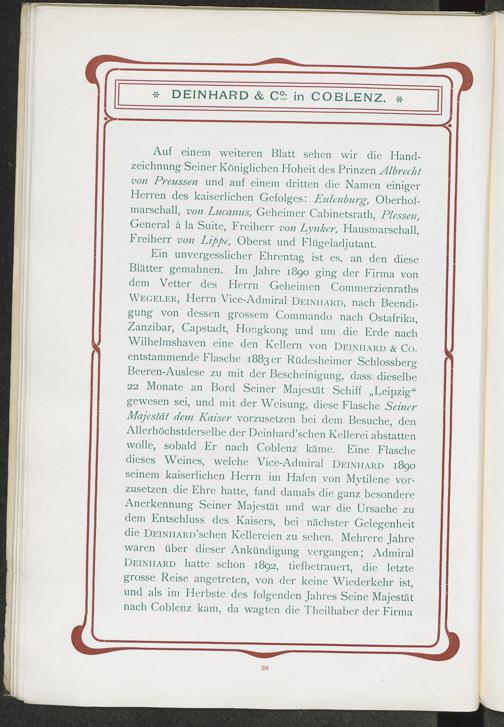 * DEINHARD & Co. in COBLENZ. *
Auf einem weiteren Blatt sehen wir die Hand-
zeichnung Seiner Königlichen Hoheit des Prinzen Albrecht
von Preussen und auf einem dritten die Namen einiger
Herren des kaiserlichen Gefolges: Eulenburg, Oberhof-
marschall, von Lucanus, Geheimer Cabinetsrath, Plessen,
General à la Suite, Freiherr von Lynker, Hausmarschall,
Freiherr von Lippe, Oberst und Flügeladjutant.
Ein unvergesslicher Ehrentag ist es, an den diese
Blätter gemahnen. Im Jahre 1890 ging der Firma von
dem Vetter des Herrn Geheimen Commerzienraths
WEGELER, Herrn Vice-Admiral DEINHARD, nach Beendi-
gung von dessen grossem Commando nach Ostafrika,
Zanzibar, Capstadt, Hongkong und um die Erde nach
Wilhelmshaven eine den Kellern von DEINHARD & CO.
entstammende Flasche 1883er Rüdesheimer Schlossberg
Beeren-Auslese zu mit der Bescheinigung, dass dieselbe
22 Monate an Bord Seiner Majestät Schiff „Leipzig“
gewesen sei, und mit der Weisung, diese Flasche Seiner
Majestät dem Kaiser vorzusetzen bei dem Besuche, den
Allerhöchstderselbe der Deinhard'schen Kellerei abstatten
wolle, sobald Er nach Coblenz käme. Eine Flasche
dieses Weines, welche Vice-Admiral DEINHARD 1890
seinem kaiserlichen Herrn im Hafen von Mytilene vor-
zusetzen die Ehre hatte, fand damals die ganz besondere
Anerkennung Seiner Majestät und war die Ursache zu
dem Entschluss des Kaisers, bei nächster Gelegenheit
die DEINHARD'schen Kellereien zu sehen. Mehrere Jahre
waren über dieser Ankündigung vergangen; Admiral
DEINHARD hatte schon 1892, tiefbetrauert, die letzte
grosse Reise angetreten, von der keine Wiederkehr ist,
und als im Herbste des folgenden Jahres Seine Majestät
nach Coblenz kam, da wagten die Theilhaber der Firma
28